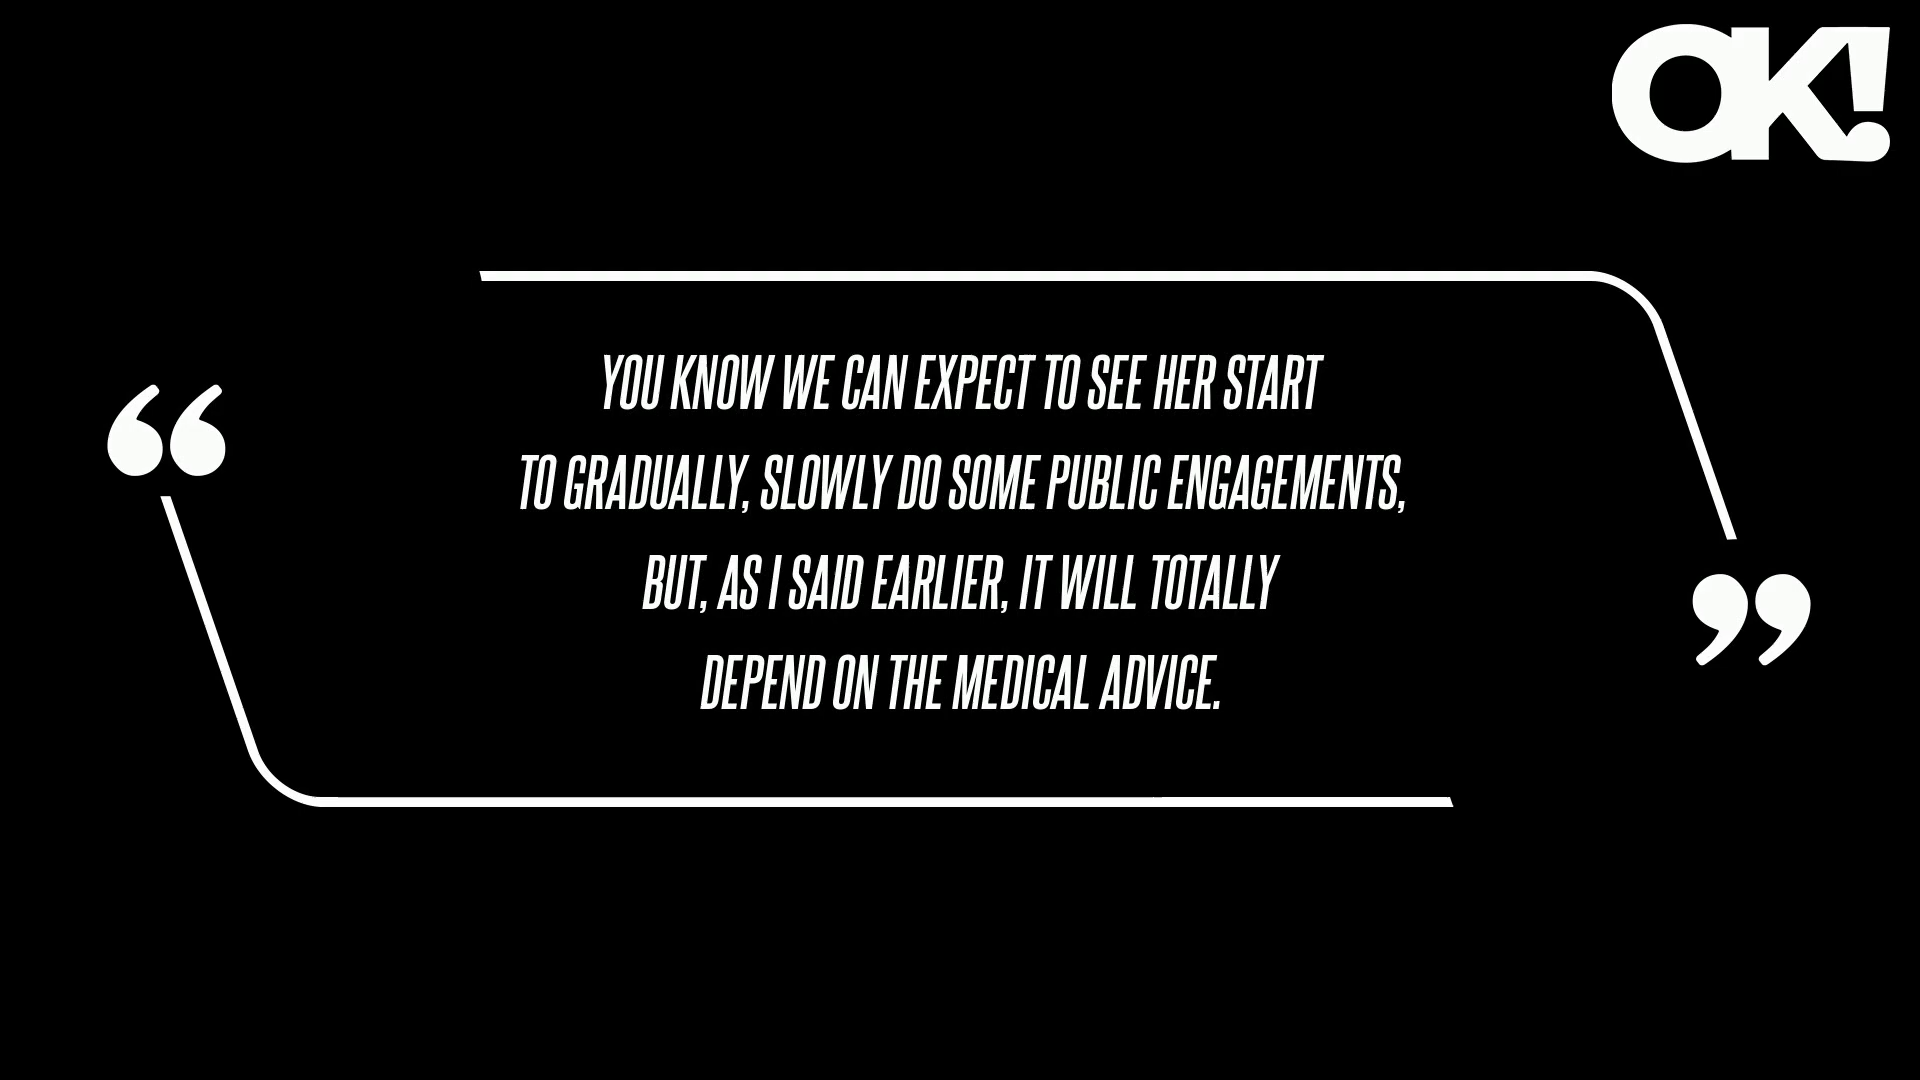 OK!
“
YOU KNOW WE CAN EXPECT TO SEE HER START
TO GRADUALLY, SLOWLY DO SOME PUBLIC ENGAGEMENTS,
BUT, AS I SAID EARLIER, IT WILL TOTALLY
DEPEND ON THE MEDICAL ADVICE.
”